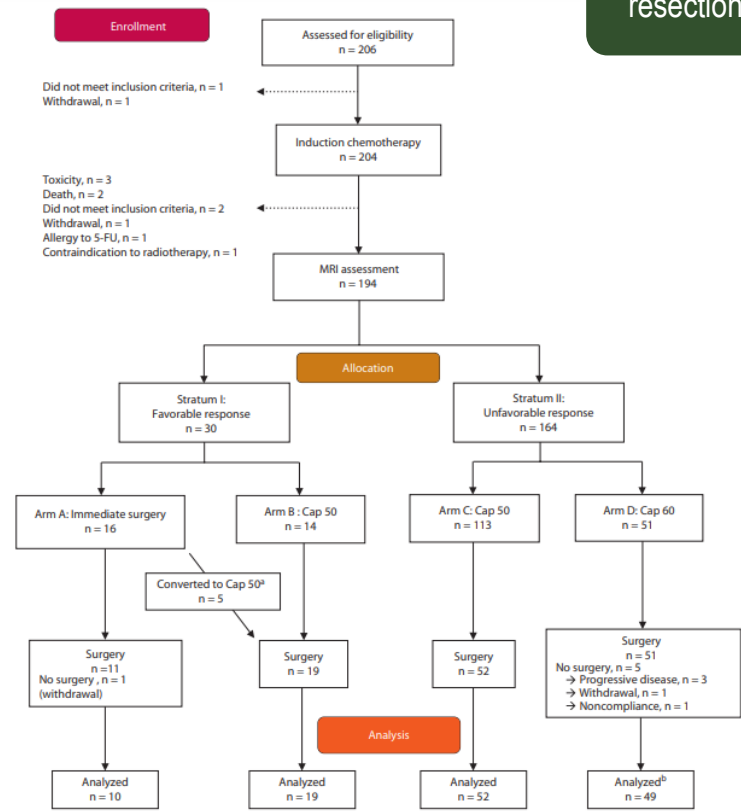 resection
Enrollment
Assessed for eligibility
n = 206
Did not meet inclusion criteria, n = 1
Withdrawal, n = 1
Induction chemotherapy
n = 204
Toxicity, n = 3
Death, n = 2
Did not meet inclusion criteria, n = 2
Withdrawal, n = 1
Allergy to 5-FU, n = 1
Contraindication to radiotherapy, n = 1
MRI assessment
n = 194
Allocation
Stratum I:
Favorable response
n = 30
Stratum II:
Unfavorable response
n = 164
Arm A: Immediate surgery
n = 16
Arm B : Cap 50
n = 14
Arm C: Cap 50
n = 113
Arm D: Cap 60
n = 51
Converted to Cap 50ª
n = 5
Surgery
n =11
No surgery , n = 1
(withdrawal)
Surgery
n = 19
Surgery
n = 52
Surgery
n = 51
No surgery, n = 5
→ Progressive disease, n = 3
→ Withdrawal, n = 1
→ Noncompliance, n = 1
Analysis
Analyzed
n = 10
Analyzed
n = 19
Analyzed
n = 52
Analyzedᵇ
n = 49